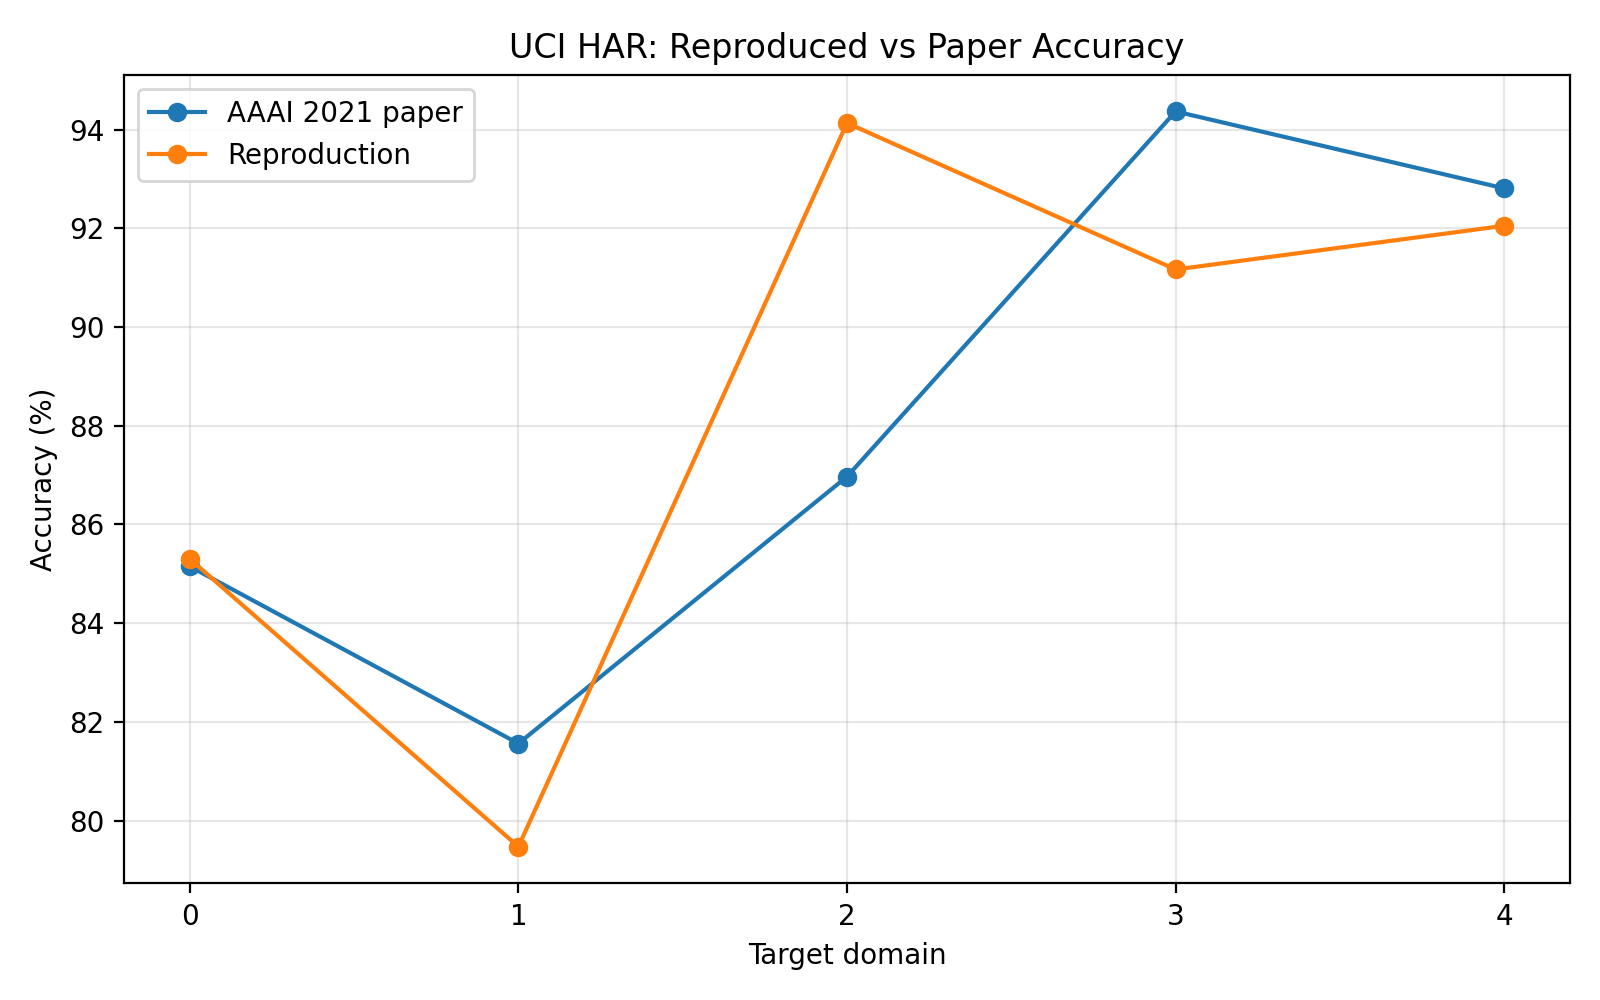 UCI HAR: Reproduced vs Paper Accuracy
AAAI 2021 paper
Reproduction
94
92
90
88
86
84
82
80
Accuracy (%)
0 1 2 3 4
Target domain